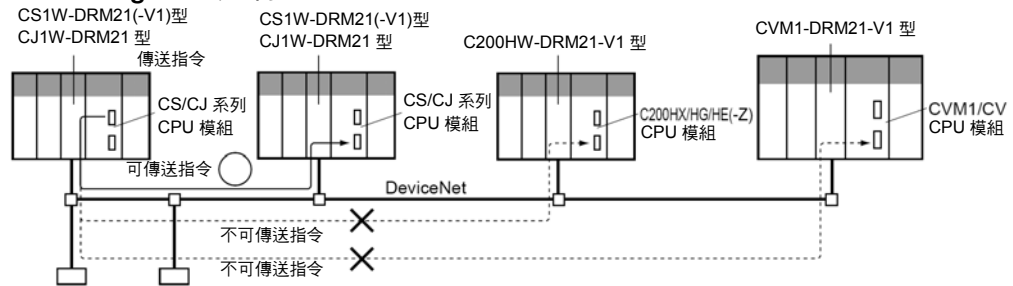 CS1W-DRM21(-V1)型
CJ1W-DRM21 型
傳送指令
CS/CJ 系列
CPU 模組
CS1W-DRM21(-V1)型
CJ1W-DRM21 型
CS/CJ 系列
CPU 模組
C200HW-DRM21-V1 型
C200HX/HG/HE(-Z)
CPU 模組
CVM1-DRM21-V1 型
CVM1/CV
CPU 模組
可傳送指令
DeviceNet
不可傳送指令
不可傳送指令